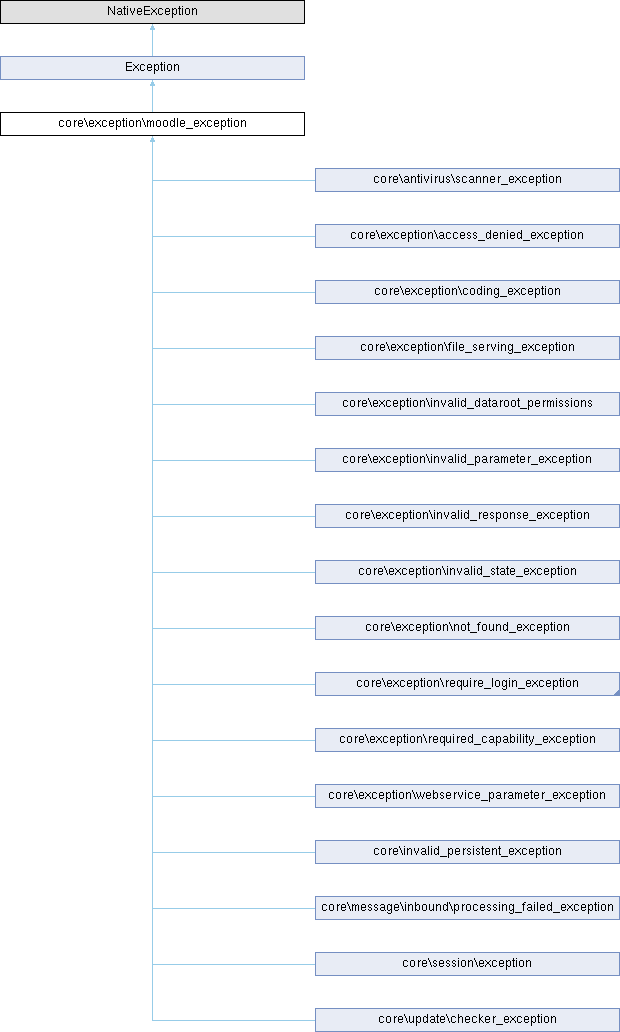 NativeException
Exception
core\exception\moodle_exception
core\antivirus\scanner_exception
core\exception\access_denied_exception
core\exception\coding_exception
core\exception\file_serving_exception
core\exception\invalid_dataroot_permissions
core\exception\invalid_parameter_exception
core\exception\invalid_response_exception
core\exception\invalid_state_exception
core\exception\not_found_exception
core\exception\require_login_exception
core\exception\required_capability_exception
core\exception\webservice_parameter_exception
core\invalid_persistent_exception
core\message\inbound\processing_failed_exception
core\session\exception
core\update\checker_exception